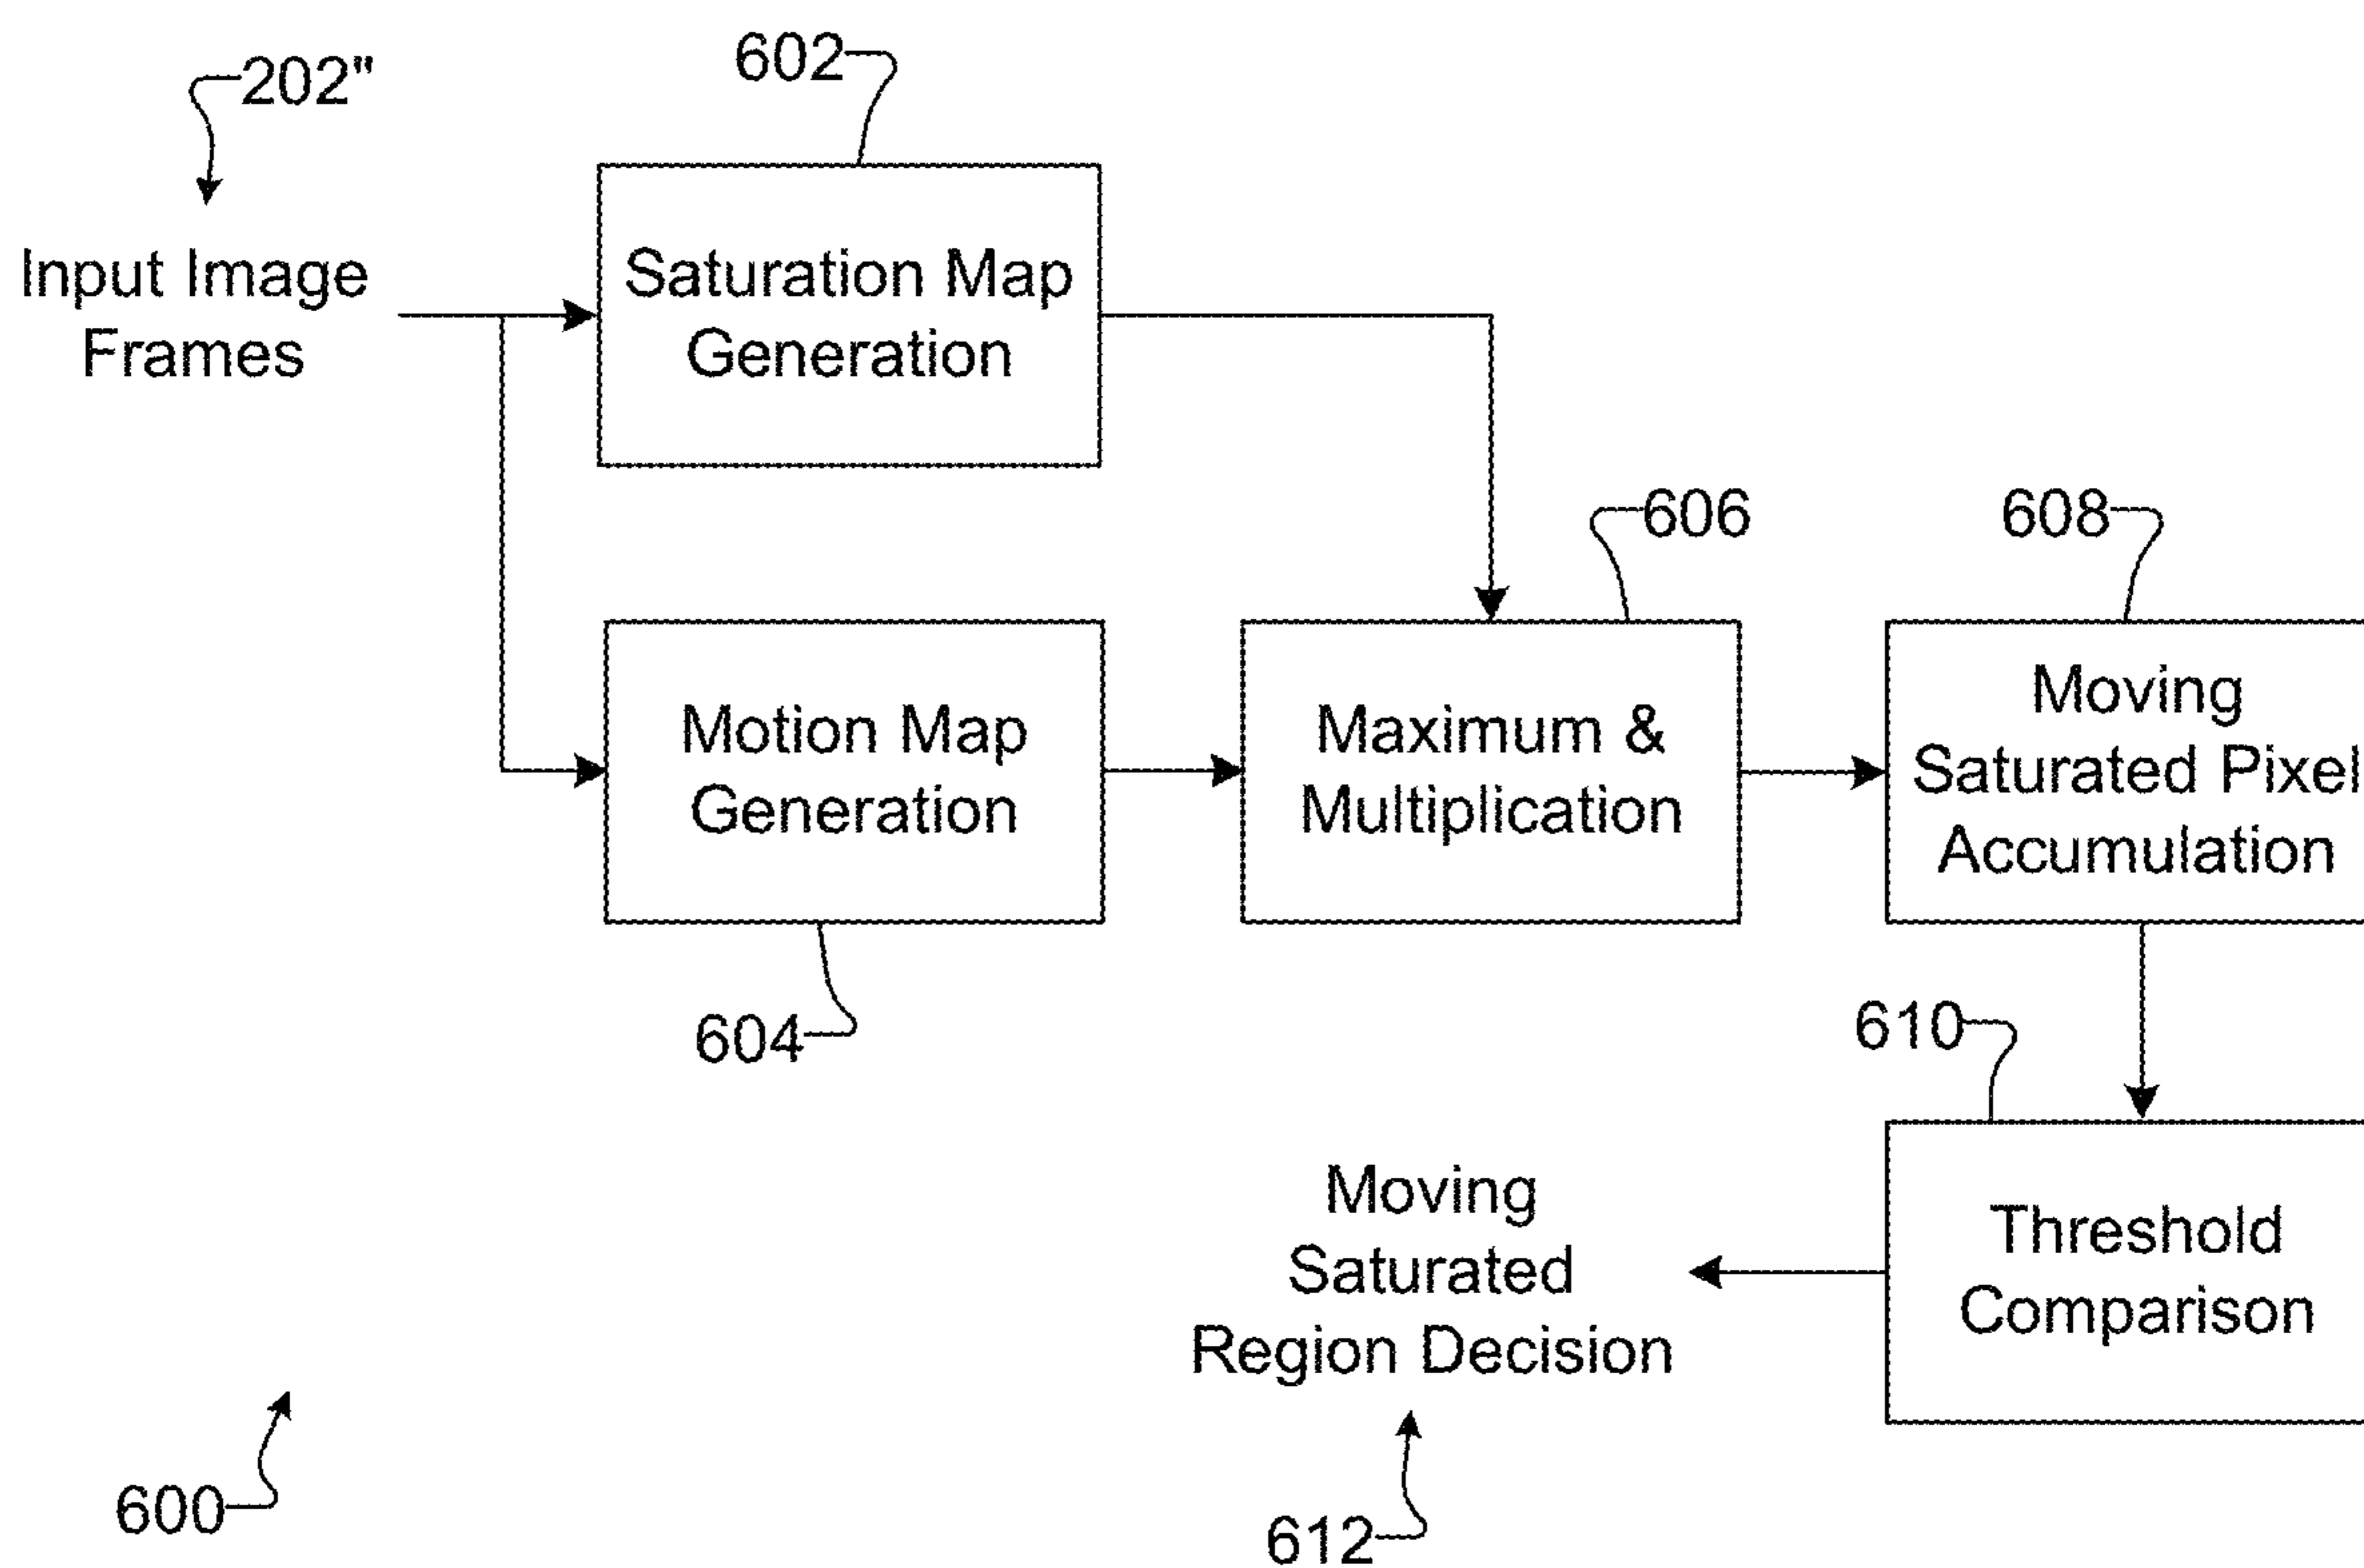 202"
602
Input Image
Frames
Saturation Map
Generation
606
608
Motion Map
Generation
Maximum &
Multiplication
Moving
Saturated Pixel
Accumulation
604
610
Moving
Saturated
Region Decision
Threshold
Comparison
600
612